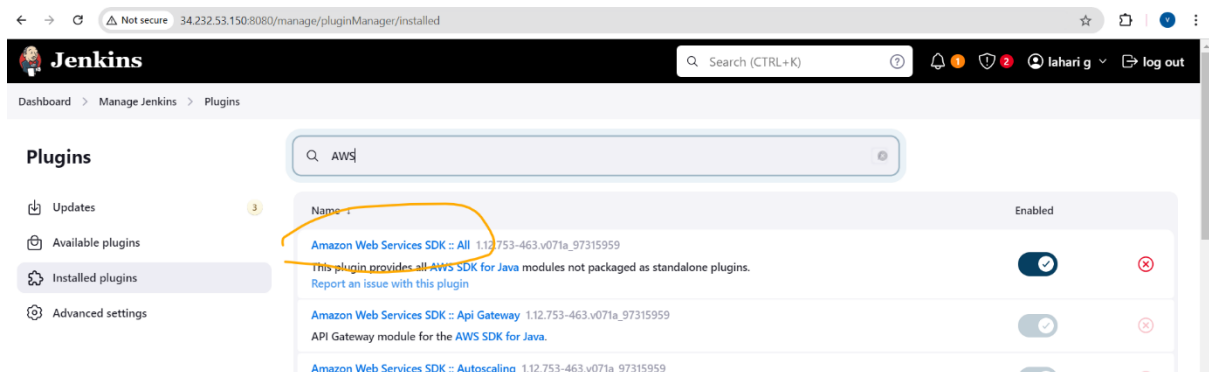 Not secure 34.232.53.150:8080/manage/pluginManager/installed
V
Jenkins
Search (CTRL+K)
?
1
2
lahari g
log out
Dashboard > Manage Jenkins > Plugins
Plugins
AWS
Updates 3
Available plugins
Installed plugins
Advanced settings
Name ↓ Enabled
Amazon Web Services SDK :: All 1.12.753-463.v071a_97315959
This plugin provides all AWS SDK for Java modules not packaged as standalone plugins.
Report an issue with this plugin
Amazon Web Services SDK :: Api Gateway 1.12.753-463.v071a_97315959
API Gateway module for the AWS SDK for Java.
Amazon Web Services SDK :: Autoscaling 1.12.753-463.v071a_97315959